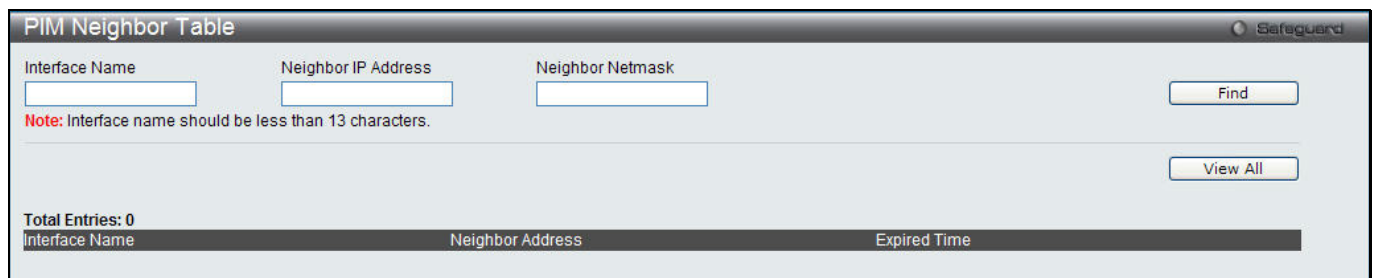 PIM Neighbor Table
Safeguard
Interface Name Neighbor IP Address Neighbor Netmask
Find
Note: Interface name should be less than 13 characters.
View All
Total Entries: 0
Interface Name Neighbor Address Expired Time